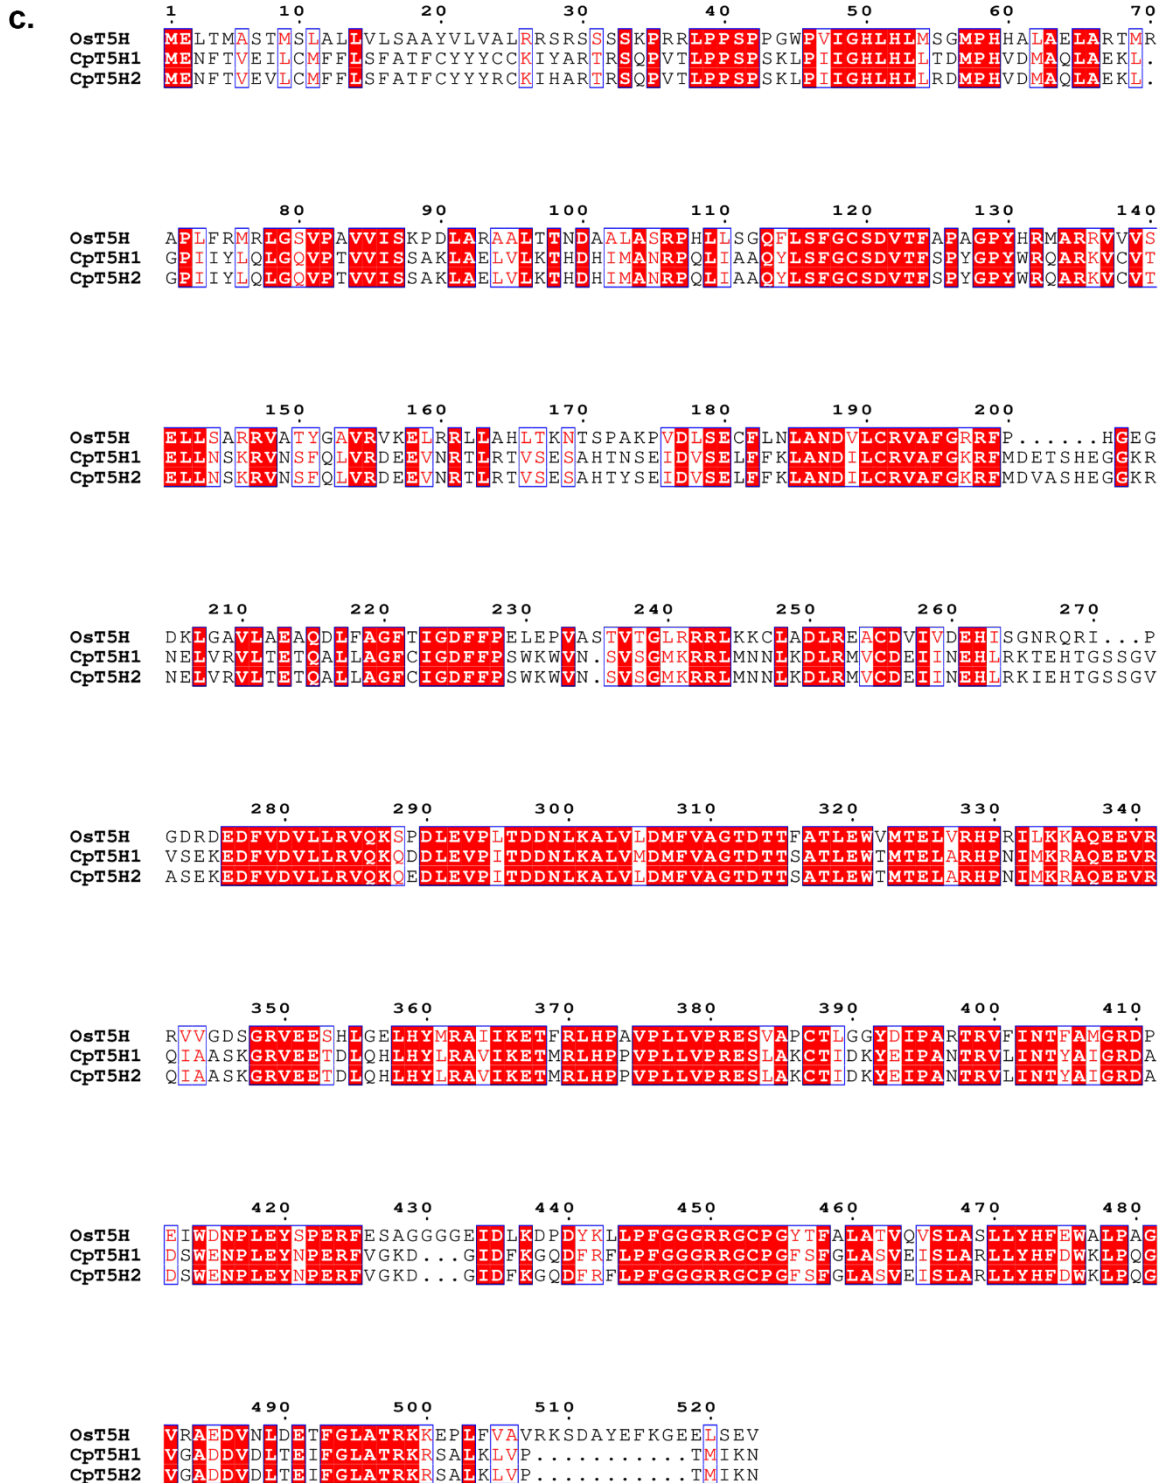 c.
1 10 20 30 40 50 60 70
OsT5H MELTMASTMSLALLVLSAAYVLVALRRSRSSSSKPRRLPPSPPGWPVIGHLHLMSGMPHHALAELARTMR
CpT5H1 MENFTVEILCMFFLSFATFCYYYCCKIYARTRSQPVTLPPSPSKLPIIGHLHLLTDMPHVDMAQLAEKL.
CpT5H2 MENFTVEVLCMFFLSFATFCYYYRCKIHARTRSQPVTLPPSPSKLPIIGHLHLLRDMPHVDMAQLAEKL.
80 90 100 110 120 130 140
OsT5H APLFRMRLGSVPAVVISKPDLARAALTTNDAALASRPHLLSGQFLSFGCSDVTFAPAGPYHRMARRVVVS
CpT5H1 GPIIYLQLGQVPTVVISSAKLAELVLKTHDHIMANRPQLIAAQYLSFGCSDVTFSPYGPYWRQARKVCVT
CpT5H2 GPIIYLQLGQVPTVVISSAKLAELVLKTHDHIMANRPQLIAAQYLSFGCSDVTFSPYGPYWRQARKVCVT
150 160 170 180 190 200
OsT5H ELLSARRVATYGAVRVKELRRLLAHLTKNTSPAKPVDLSECFLNLANDVLCRVAFGRRFP......HGEG
CpT5H1 ELLNSKRVNSFQLVRDEEVNRTLRTVSESAHTNSEIDVSELFFKLANDILCRVAFGKRFMDETSHEGGKR
CpT5H2 ELLNSKRVNSFQLVRDEEVNRTLRTVSESAHTYSEIDVSELFFKLANDILCRVAFGKRFMDVASHEGGKR
210 220 230 240 250 260 270
OsT5H DKLGAVLAEAQDLFAGFTIGDFFPELEPVASTVTGLRRRLKKCLADLREACDVIVDEHISGNRQRI...P
CpT5H1 NELVRVLTETQALLAGFCIGDFFPSWKWVN.SVSGMKRRLMNNLKDLRMVCDEIINEHLRKTEHTGSSGV
CpT5H2 NELVRVLTETQALLAGFCIGDFFPSWKWVN.SVSGMKRRLMNNLKDLRMVCDEIINEHLRKIEHTGSSGV
280 290 300 310 320 330 340
OsT5H GDRDEDFVDVLLRVQKSPDLEVPLTDDNLKALVLDMFVAGTDTTFATLEWVMTELVRHPRILKKAQEEVR
CpT5H1 VSEKEDFVDVLLRVQKQDDLEVPITDDNLKALVMDMFVAGTDTTSATLEWTMTELARHPNIMKRAQEEVR
CpT5H2 ASEKEDFVDVLLRVQKQEDLEVPITDDNLKALVLDMFVAGTDTTSATLEWTMTELARHPNIMKRAQEEVR
350 360 370 380 390 400 410
OsT5H RVVGDSGRVEESHLGELHYMRAIIKETFRLHPAVPLLVPRESVAPCTLGGYDIPARTRVFINTFAMGRDP
CpT5H1 QIAASKGRVEETDLQHLHYLRAVIKETMRLHPPVPLLVPRESLAKCTIDKYEIPANTRVLINTYAIGRDA
CpT5H2 QIAASKGRVEETDLQHLHYLRAVIKETMRLHPPVPLLVPRESLAKCTIDKYEIPANTRVLINTYAIGRDA
420 430 440 450 460 470 480
OsT5H EIWDNPLEYSPERFESAGGGGEIDLKDPDYKLLPFGGGRRGCPGYTFALATVQVSLASLLYHFEWALPAG
CpT5H1 DSWENPLEYNPERFVGKD...GIDFKGQDFRFLPFGGGRRGCPGFSFGLASVEISLARLLYHFDWKLPQG
CpT5H2 DSWENPLEYNPERFVGKD...GIDFKGQDFRFLPFGGGRRGCPGFSFGLASVEISLARLLYHFDWKLPQG
490 500 510 520
OsT5H VRAEDVNLDETFGLATRKKEPLFVAVRKSDAYEFKGEELSEV
CpT5H1 VGADDVDLTEIFGLATRKRSALKLVP...........TMIKN
CpT5H2 VGADDVDLTEIFGLATRKRSALKLVP...........TMIKN